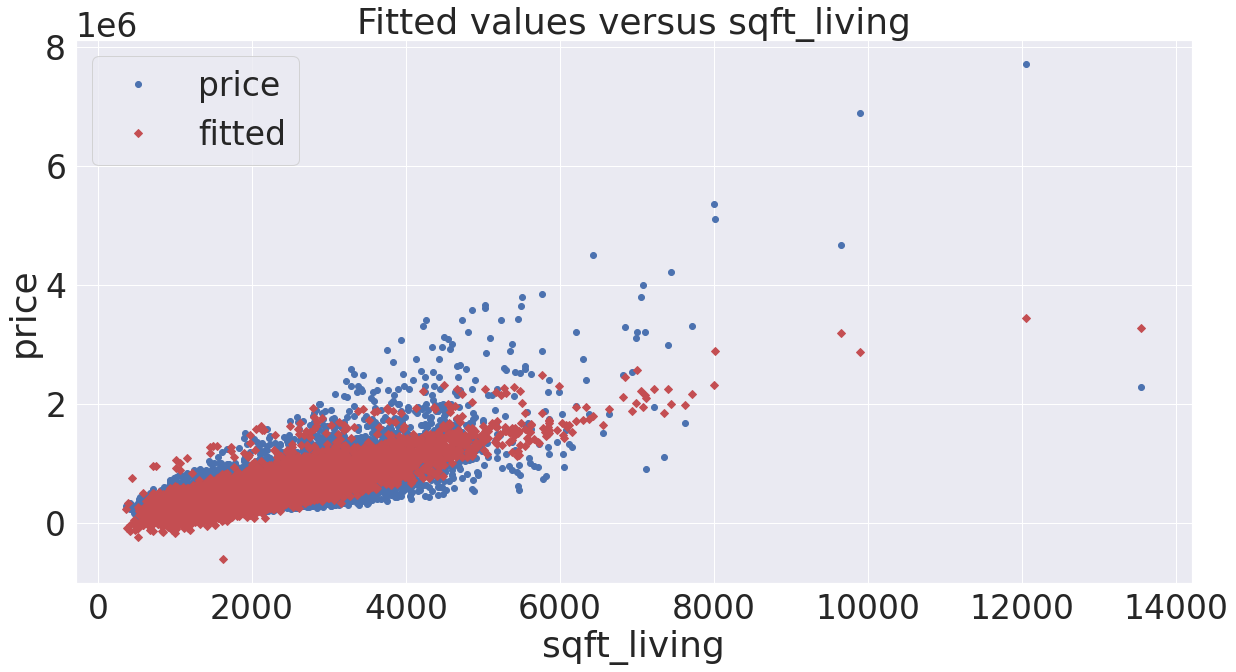 Fitted values versus sqft_living
1e6
price
fitted
8
6
4
2
0
price
0 2000 4000 6000 8000 10000 12000 14000
sqft_living